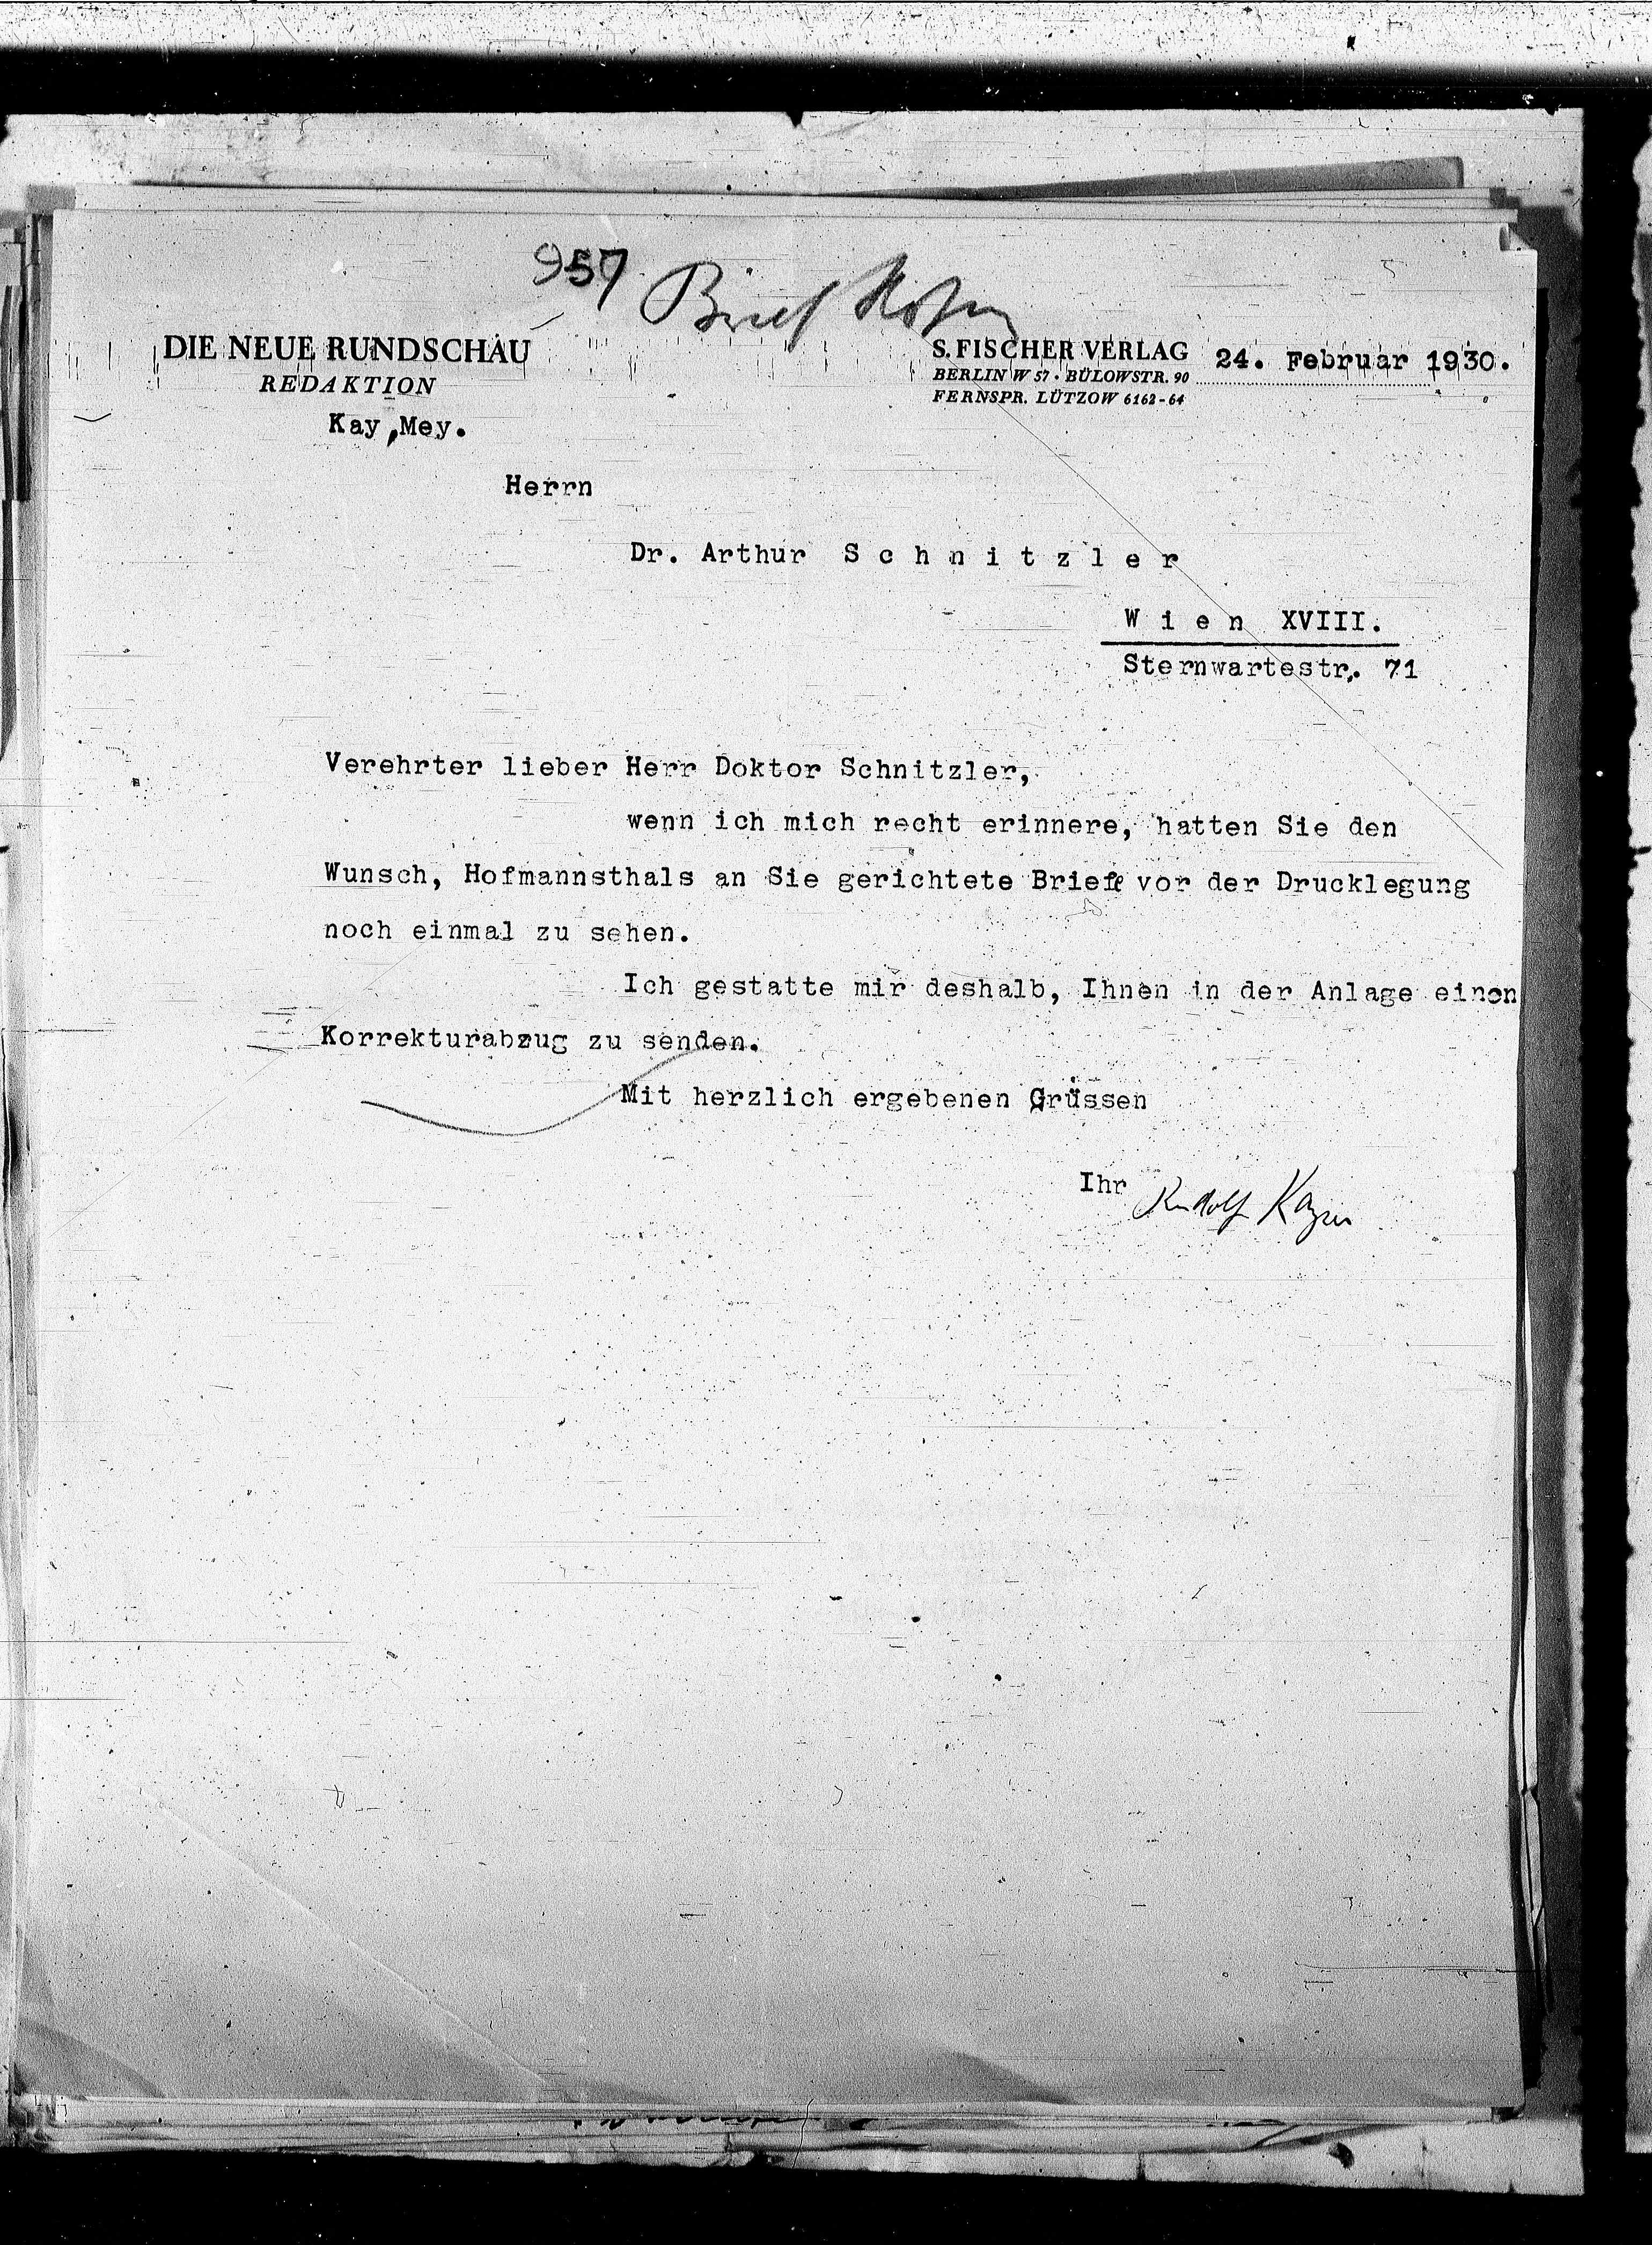 957 Brief Hofm
DIE NEUE RUNDSCHAU
REDAKTION
Kay,Mey.
S. FISCHER VERLAG
BERLIN W 57 · BÜLOWSTR. 90
FERNSPR. LÜTZOW 6162-64
24. Februar 1930.
Herrn
Dr. Arthur S c h n i t z l e r
W i e n XVIII.
Sternwartestr. 71
Verehrter lieber Herr Doktor Schnitzler,
wenn ich mich recht erinnere, hatten Sie den
Wunsch, Hofmannsthals an Sie gerichtete Briefe vor der Drucklegung
noch einmal zu sehen.
Ich gestatte mir deshalb, Ihnen in der Anlage einen
Korrekturabzug zu senden.
Mit herzlich ergebenen Grüssen
Ihr Rudolf Kayser